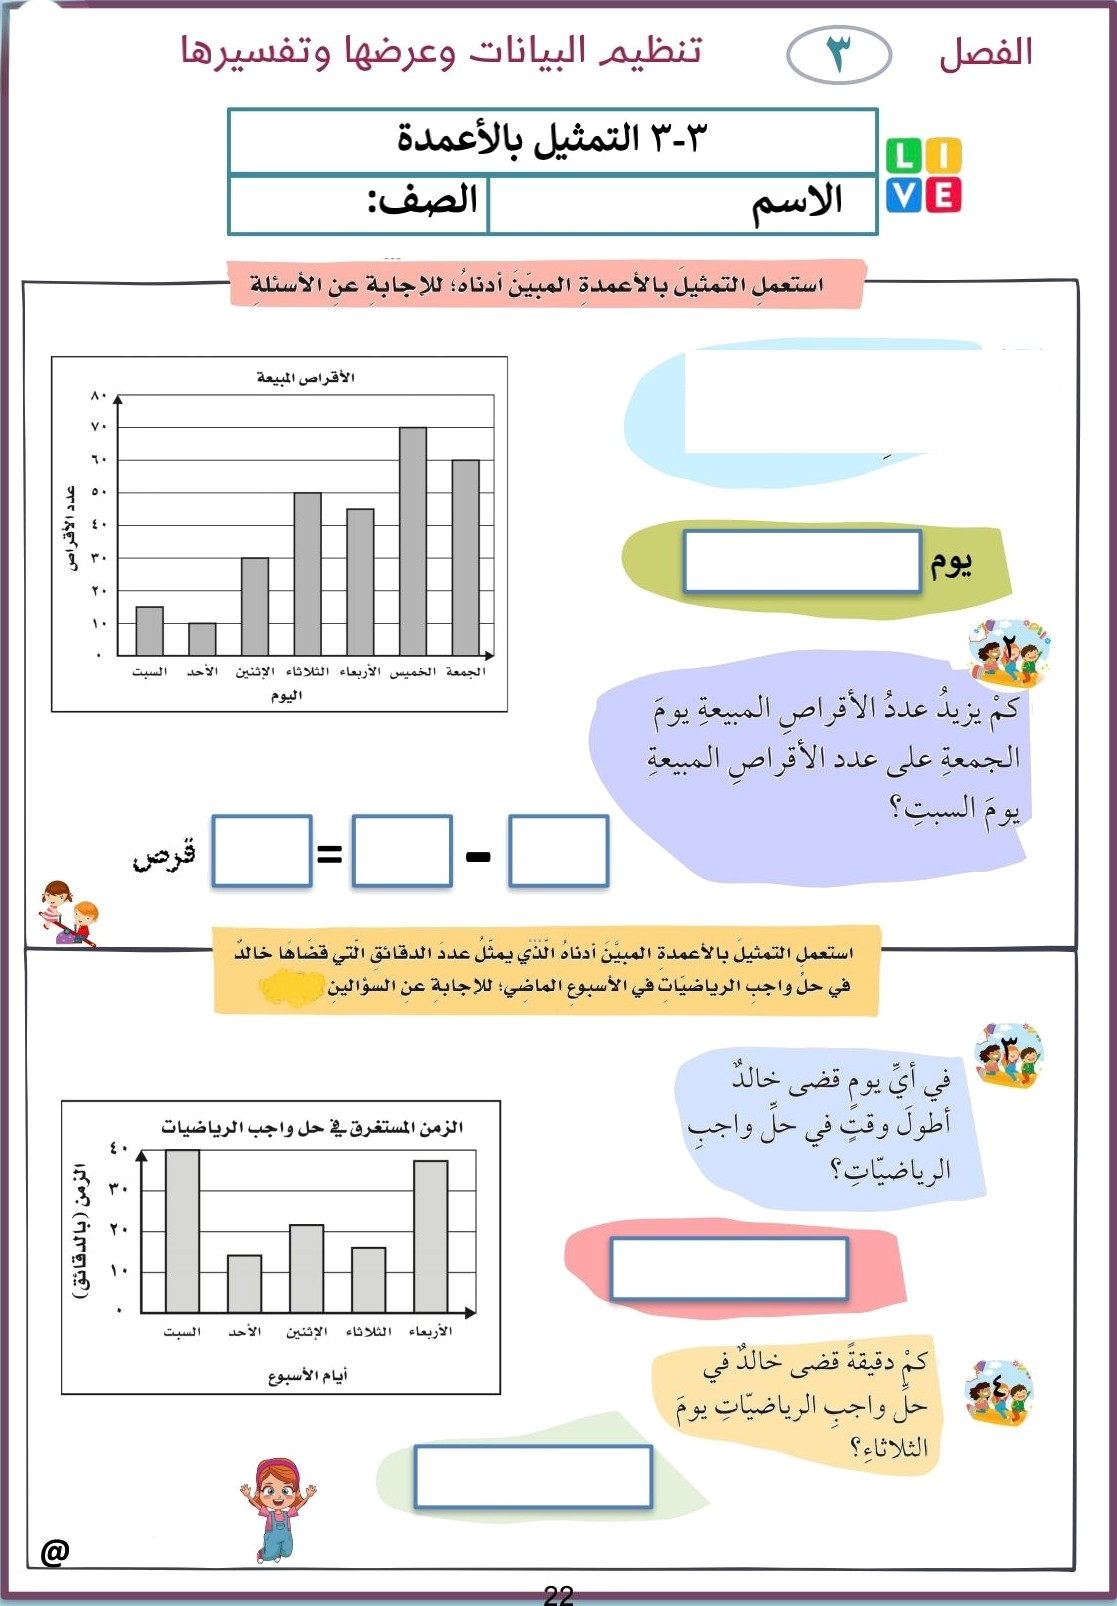 الفصل ٣ تنظيم البيانات وعرضها وتفسيرها
٣-٣ التمثيل بالأعمدة
LIVE
الاسم
الصف:
استعملِ التمثيلَ بالأعمدةِ المبيّنَ أدناهُ؛ للإجابةِ عنِ الأسئلةِ
الأقراص المبيعة
عدد الأقراص
٨٠
٧٠
٦٠
٥٠
٤٠
٣٠
٢٠
١٠
٠
السبت الأحد الإثنين الثلاثاء الأربعاء الخميس الجمعة
اليوم
يوم
٢
كمْ يزيدُ عددُ الأقراصِ المبيعةِ يومَ
الجمعةِ على عدد الأقراصِ المبيعةِ
يومَ السبتِ؟
- = قرص
استعملِ التمثيلَ بالأعمدةِ المبيَّنَ أدناهُ الّذي يمثّلُ عددَ الدقائقِ الّتي قضَاهَا خالدٌ
في حلِّ واجبِ الرياضيّاتِ في الأسبوعِ الماضي؛ للإجابةِ عنِ السؤالينِ
٣
في أيِّ يومٍ قضى خالدٌ
أطولَ وقتٍ في حلِّ واجبِ
الرياضيّاتِ؟
الزمن المستغرق في حل واجب الرياضيات
الزمن (بالدقائق)
٤٠
٣٠
٢٠
١٠
٠
السبت الأحد الإثنين الثلاثاء الأربعاء
أيام الأسبوع
٤
كمْ دقيقةً قضى خالدٌ في
حلِّ واجبِ الرياضيّاتِ يومَ
الثلاثاءِ؟
@
22